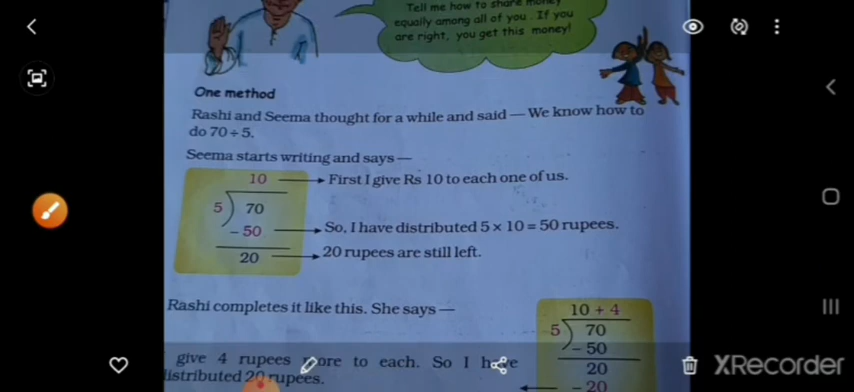 Tell me how to share money
equally among all of you. If you
are right, you get this money!
One method
Rashi and Seema thought for a while and said — We know how to
do 70 ÷ 5.
Seema starts writing and says —
10 First I give Rs 10 to each one of us.
5 70
– 50 So, I have distributed 5 × 10 = 50 rupees.
20 20 rupees are still left.
Rashi completes it like this. She says —
give 4 rupees more to each. So I have
distributed 20 rupees.
10 + 4
5 70
– 50
20
– 20
XRecorder